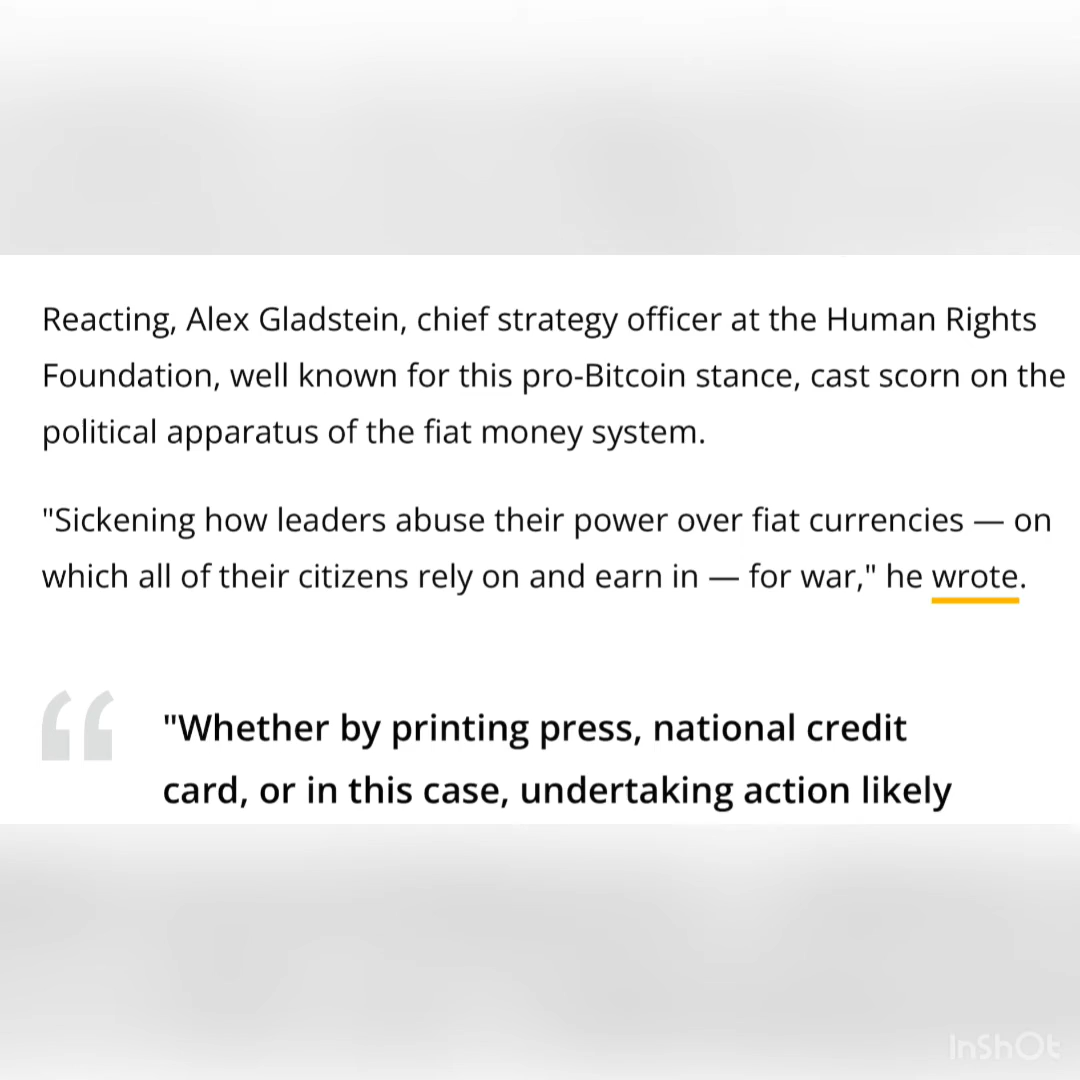 Reacting, Alex Gladstein, chief strategy officer at the Human Rights
Foundation, well known for this pro-Bitcoin stance, cast scorn on the
political apparatus of the fiat money system.
"Sickening how leaders abuse their power over fiat currencies — on
which all of their citizens rely on and earn in — for war," he wrote.
"Whether by printing press, national credit
card, or in this case, undertaking action likely
InShOt